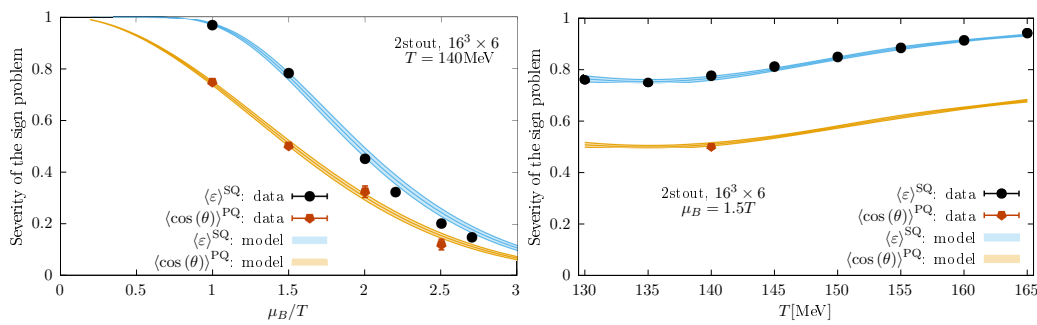 Severity of the sign problem
1
0.8
0.6
0.4
0.2
0
2stout, 16³ × 6
T = 140MeV
⟨ε⟩^SQ: data
⟨cos (θ)⟩^PQ: data
⟨ε⟩^SQ: model
⟨cos (θ)⟩^PQ: model
0 0.5 1 1.5 2 2.5 3
μ_B/T
Severity of the sign problem
1
0.8
0.6
0.4
0.2
0
2stout, 16³ × 6
μ_B = 1.5T
⟨ε⟩^SQ: data
⟨cos (θ)⟩^PQ: data
⟨ε⟩^SQ: model
⟨cos (θ)⟩^PQ: model
130 135 140 145 150 155 160 165
T[MeV]